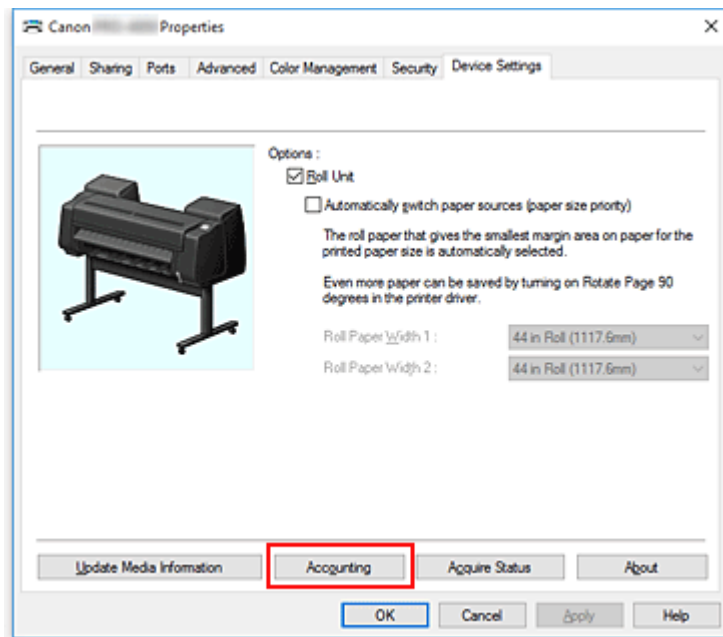 Canon Properties
General Sharing Ports Advanced Color Management Security Device Settings
Options :
Roll Unit
Automatically switch paper sources (paper size priority)
The roll paper that gives the smallest margin area on paper for the
printed paper size is automatically selected.
Even more paper can be saved by turning on Rotate Page 90
degrees in the printer driver.
Roll Paper Width 1 : 44 in Roll (1117.6mm)
Roll Paper Width 2 : 44 in Roll (1117.6mm)
Update Media Information Accounting Acquire Status About
OK Cancel Apply Help